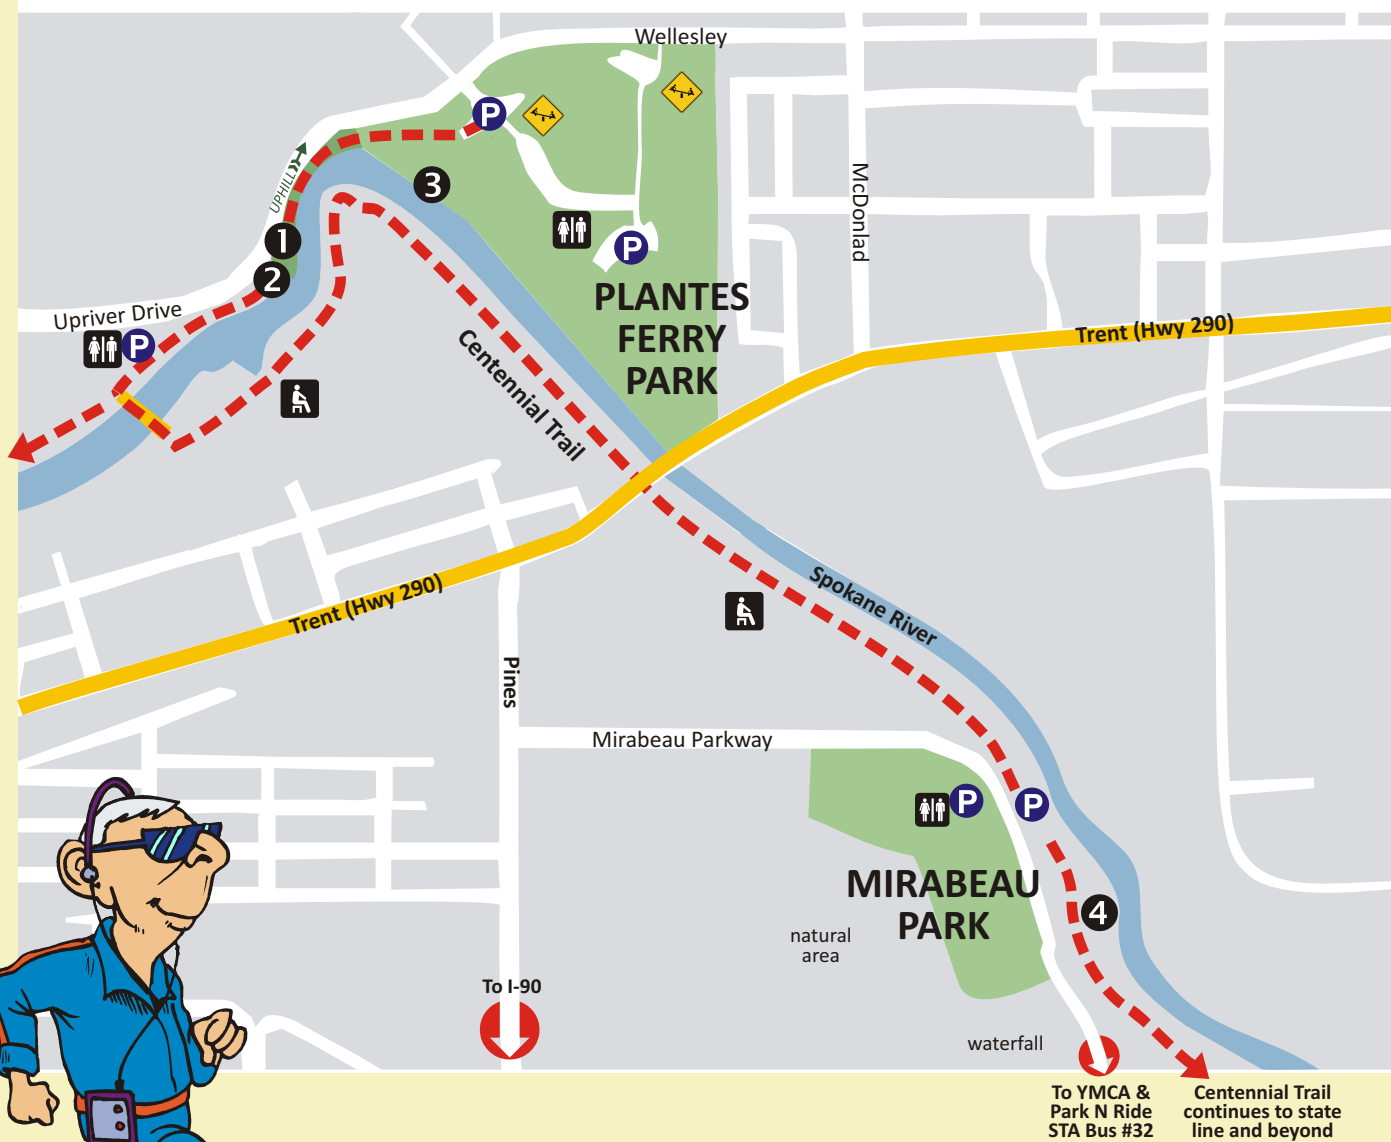 Wellesley
P
UPHILL
3
McDonlad
1
2
P
PLANTES
FERRY
PARK
Upriver Drive
P
Trent (Hwy 290)
Centennial Trail
Spokane River
Trent (Hwy 290)
Pines
Mirabeau Parkway
P
P
MIRABEAU
PARK
4
natural
area
To I-90
waterfall
To YMCA &
Park N Ride
STA Bus #32
Centennial Trail
continues to state
line and beyond